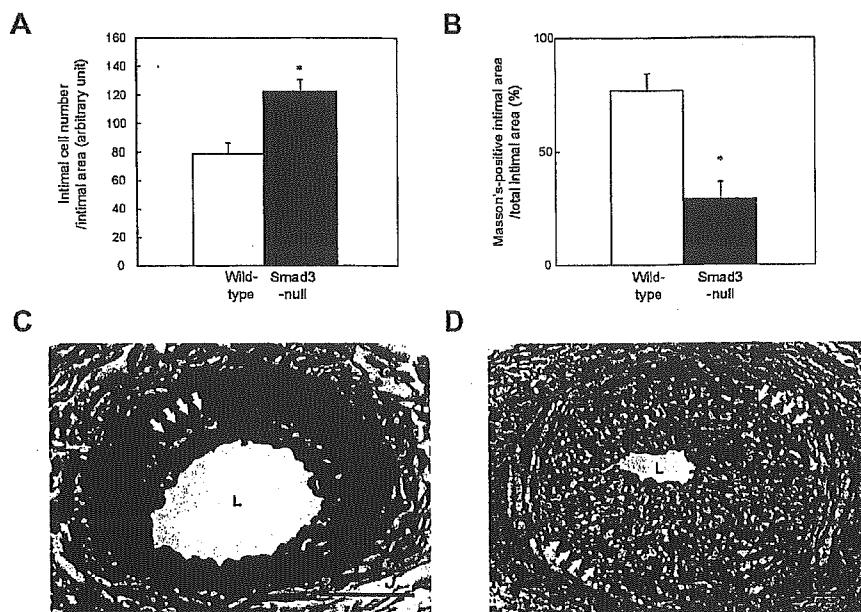 A
Intimal cell number
/intimal area (arbitrary unit)
140
120
100
80
60
40
20
0
*
Wild-
type
Smad3
-null
B
Masson's-positive intimal area
/total intimal area (%)
100
50
0
*
Wild-
type
Smad3
-null
C
L
D
L